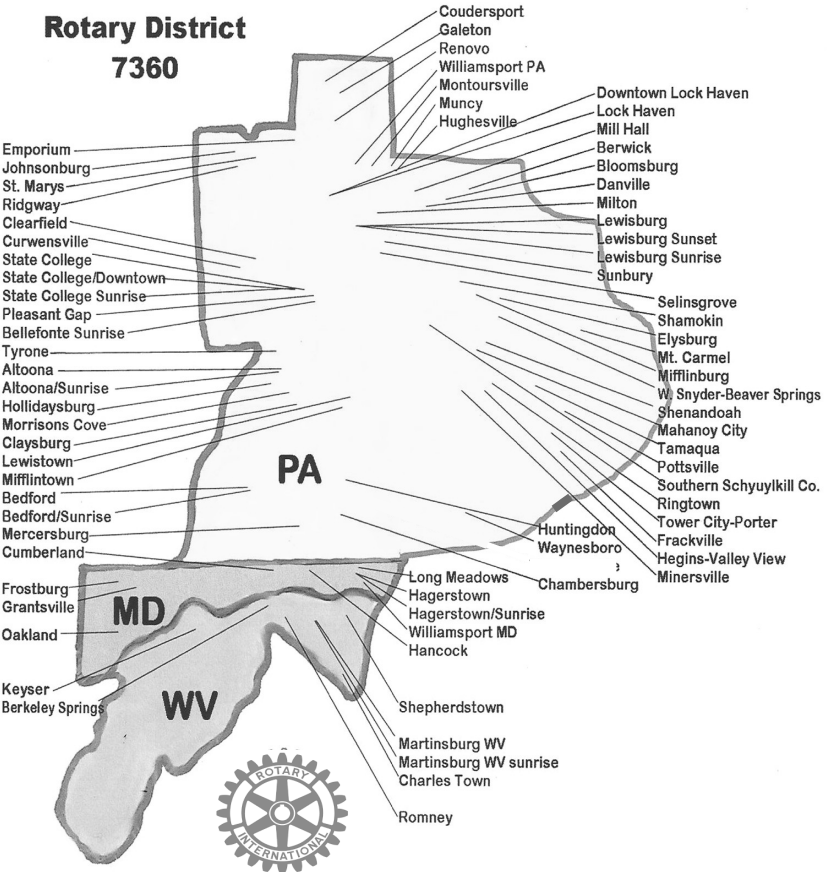 Rotary District
7360
Coudersport
Galeton
Renovo
Williamsport PA
Montoursville
Muncy
Hughesville
Downtown Lock Haven
Lock Haven
Mill Hall
Berwick
Bloomsburg
Danville
Milton
Lewisburg
Lewisburg Sunset
Lewisburg Sunrise
Sunbury
Selinsgrove
Shamokin
Elysburg
Mt. Carmel
Mifflinburg
W. Snyder-Beaver Springs
Shenandoah
Mahanoy City
Tamaqua
Pottsville
Southern Schyuylkill Co.
Ringtown
Tower City-Porter
Frackville
Hegins-Valley View
Minersville
Emporium
Johnsonburg
St. Marys
Ridgway
Clearfield
Curwensville
State College
State College/Downtown
State College Sunrise
Pleasant Gap
Bellefonte Sunrise
Tyrone
Altoona
Altoona/Sunrise
Hollidaysburg
Morrisons Cove
Claysburg
Lewistown
Mifflintown
Bedford
Bedford/Sunrise
Mercersburg
Cumberland
Frostburg
Grantsville
Oakland
Keyser
Berkeley Springs
PA
MD
WV
Huntingdon
Waynesboro
Chambersburg
Long Meadows
Hagerstown
Hagerstown/Sunrise
Williamsport MD
Hancock
Shepherdstown
Martinsburg WV
Martinsburg WV sunrise
Charles Town
Romney
ROTARY
INTERNATIONAL